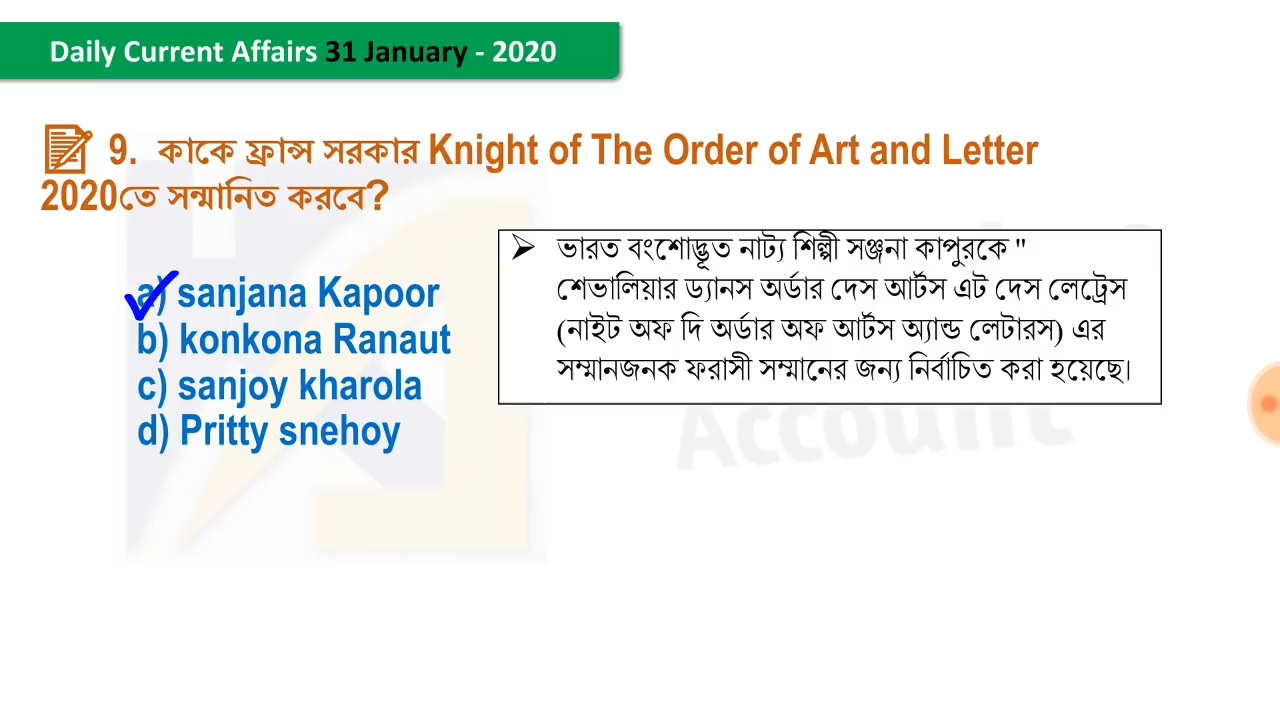 Daily Current Affairs 31 January - 2020
9. কাকে ফ্রান্স সরকার Knight of The Order of Art and Letter
2020তে সন্মানিত করবে?
a) sanjana Kapoor
b) konkona Ranaut
c) sanjoy kharola
d) Pritty snehoy
ভারত বংশোদ্ভূত নাট্য শিল্পী সঞ্জনা কাপুরকে "
শেভালিয়ার ড্যানস অর্ডার দেস আর্টস এট দেস লেট্রেস
(নাইট অফ দি অর্ডার অফ আর্টস অ্যান্ড লেটারস) এর
সম্মানজনক ফরাসী সম্মানের জন্য নির্বাচিত করা হয়েছে।
Account